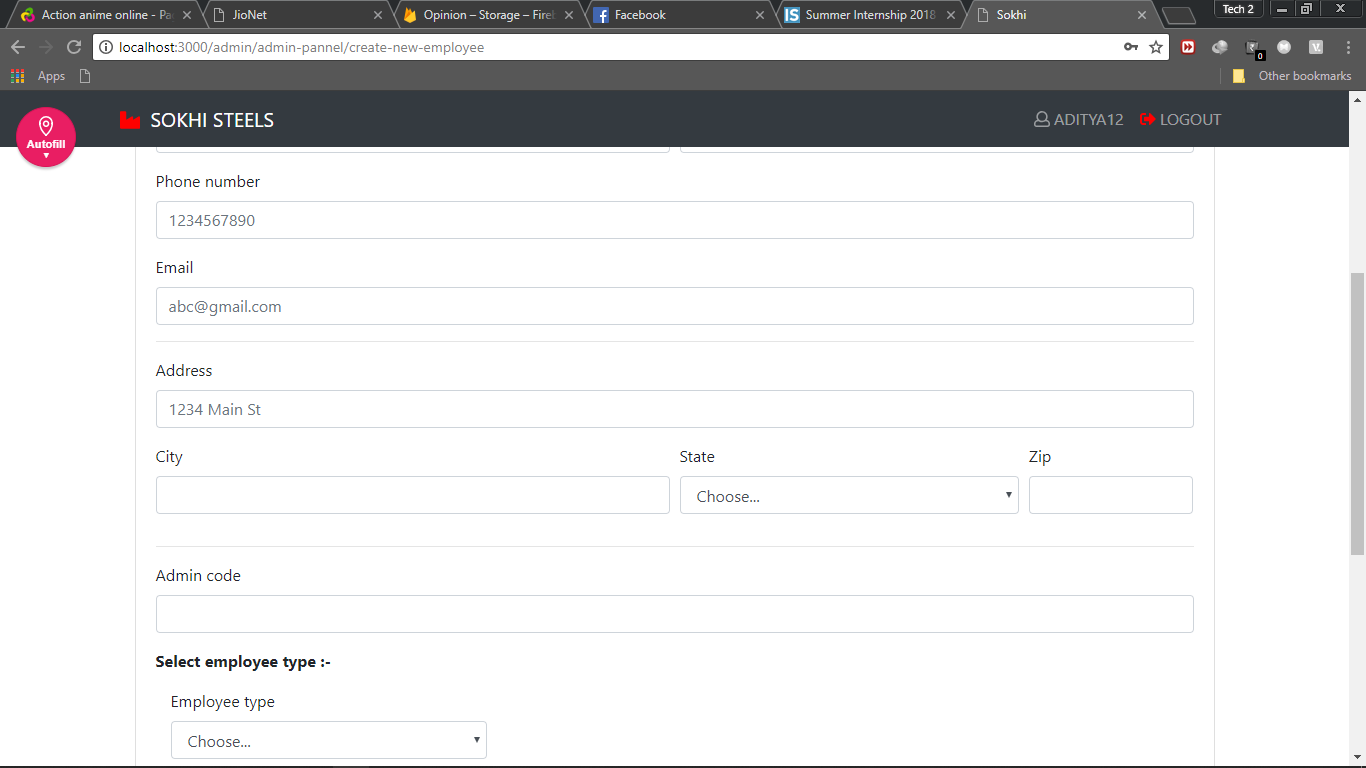 Action anime online - Pa
JioNet
Opinion – Storage – Fire
Facebook
Summer Internship 2018
Sokhi
Tech 2
localhost:3000/admin/admin-pannel/create-new-employee
0
V.
Apps
Other bookmarks
Autofill
SOKHI STEELS
ADITYA12
LOGOUT
Phone number
1234567890
Email
abc@gmail.com
Address
1234 Main St
City State Zip
Choose...
Admin code
Select employee type :-
Employee type
Choose...